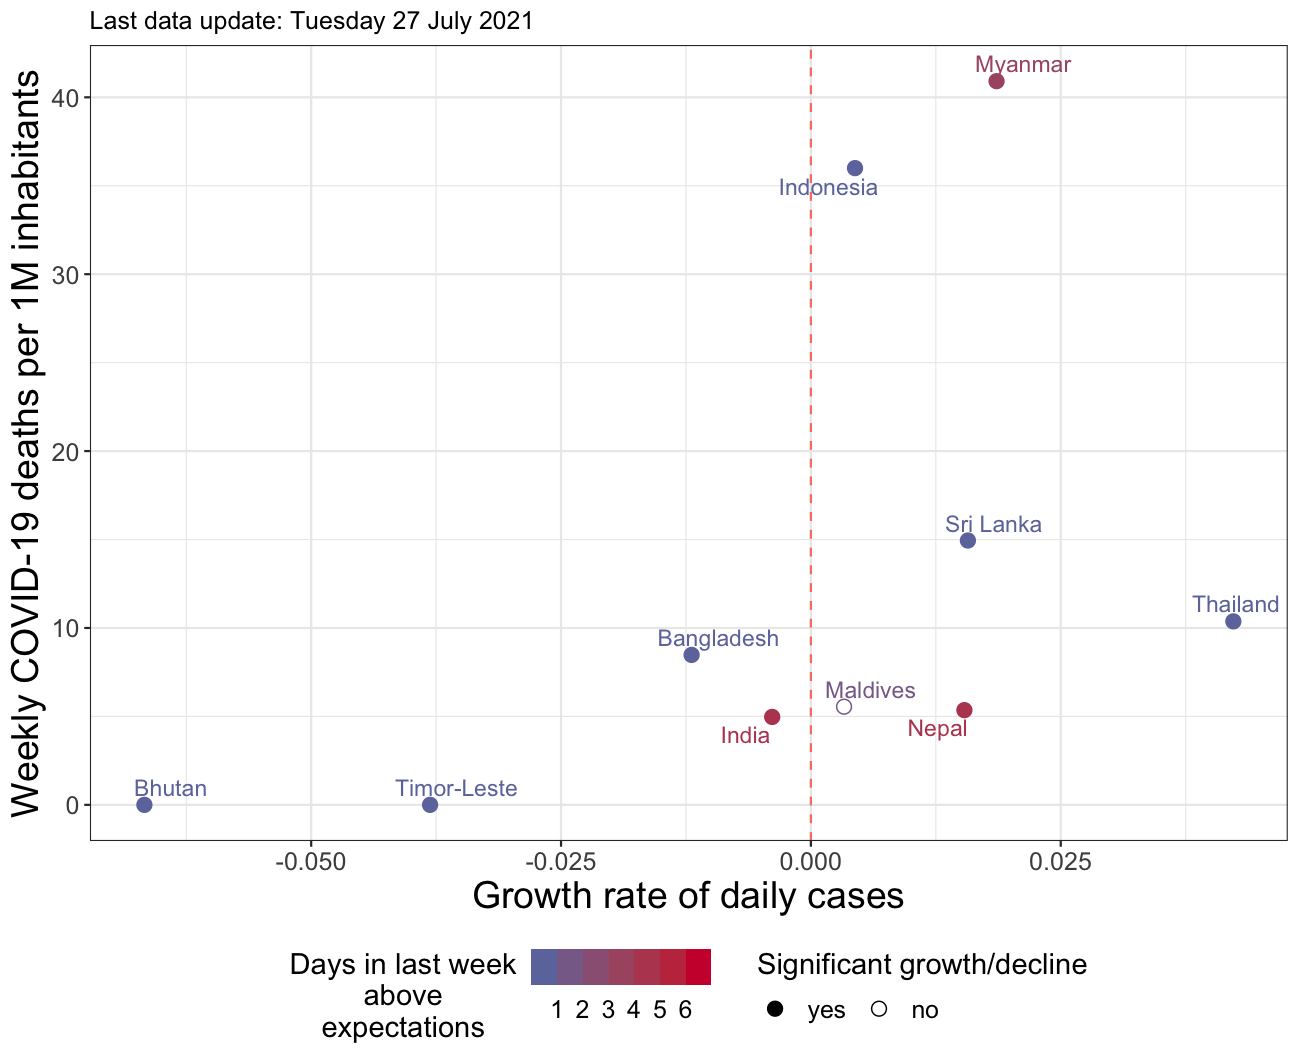 Last data update: Tuesday 27 July 2021
Weekly COVID-19 deaths per 1M inhabitants
40
30
20
10
0
Myanmar
Indonesia
Sri Lanka
Thailand
Bangladesh
Maldives
Nepal
India
Bhutan
Timor-Leste
-0.050 -0.025 0.000 0.025
Growth rate of daily cases
Days in last week
above
expectations
1 2 3 4 5 6
Significant growth/decline
yes no